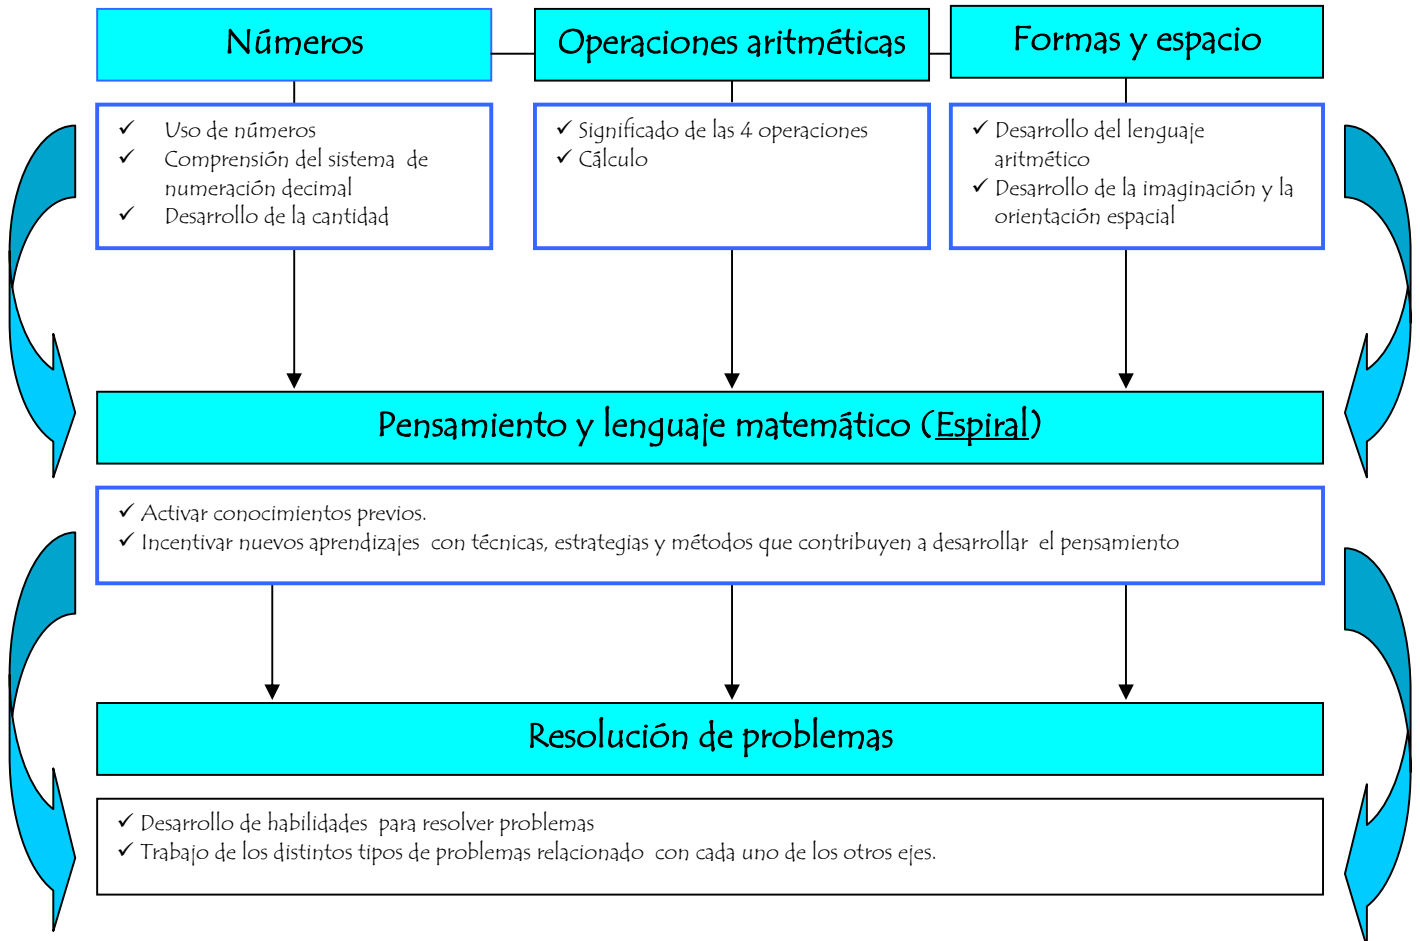 Números
Operaciones aritméticas
Formas y espacio
✓ Uso de números
✓ Comprensión del sistema de
numeración decimal
✓ Desarrollo de la cantidad
✓ Significado de las 4 operaciones
✓ Cálculo
✓ Desarrollo del lenguaje
aritmético
✓ Desarrollo de la imaginación y la
orientación espacial
Pensamiento y lenguaje matemático (Espiral)
✓ Activar conocimientos previos.
✓ Incentivar nuevos aprendizajes con técnicas, estrategias y métodos que contribuyen a desarrollar el pensamiento
Resolución de problemas
✓ Desarrollo de habilidades para resolver problemas
✓ Trabajo de los distintos tipos de problemas relacionado con cada uno de los otros ejes.